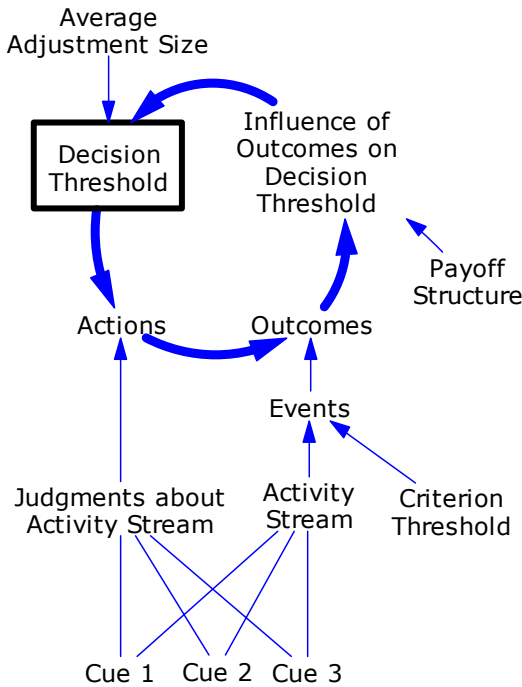 Average
Adjustment Size
Decision
Threshold
Influence of
Outcomes on
Decision
Threshold
Payoff
Structure
Actions
Outcomes
Events
Judgments about
Activity Stream
Activity
Stream
Criterion
Threshold
Cue 1
Cue 2
Cue 3